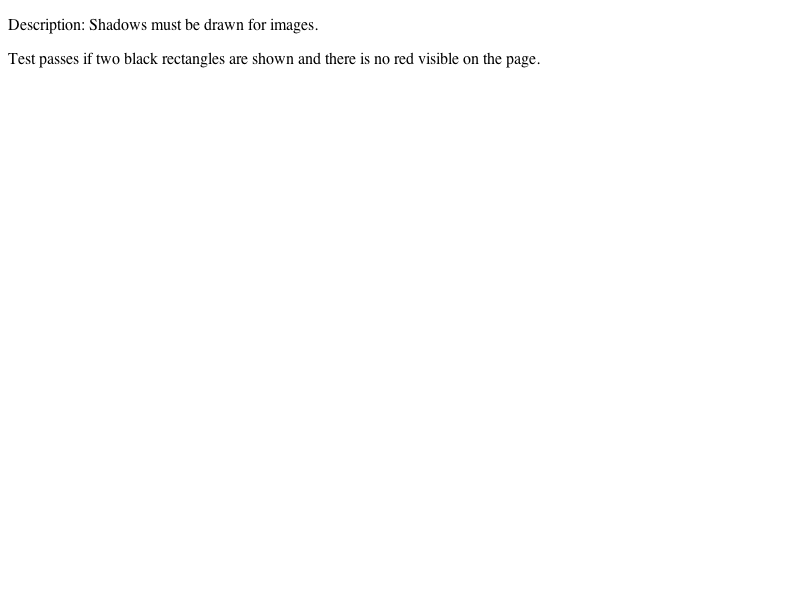 Description: Shadows must be drawn for images.
Test passes if two black rectangles are shown and there is no red visible on the page.